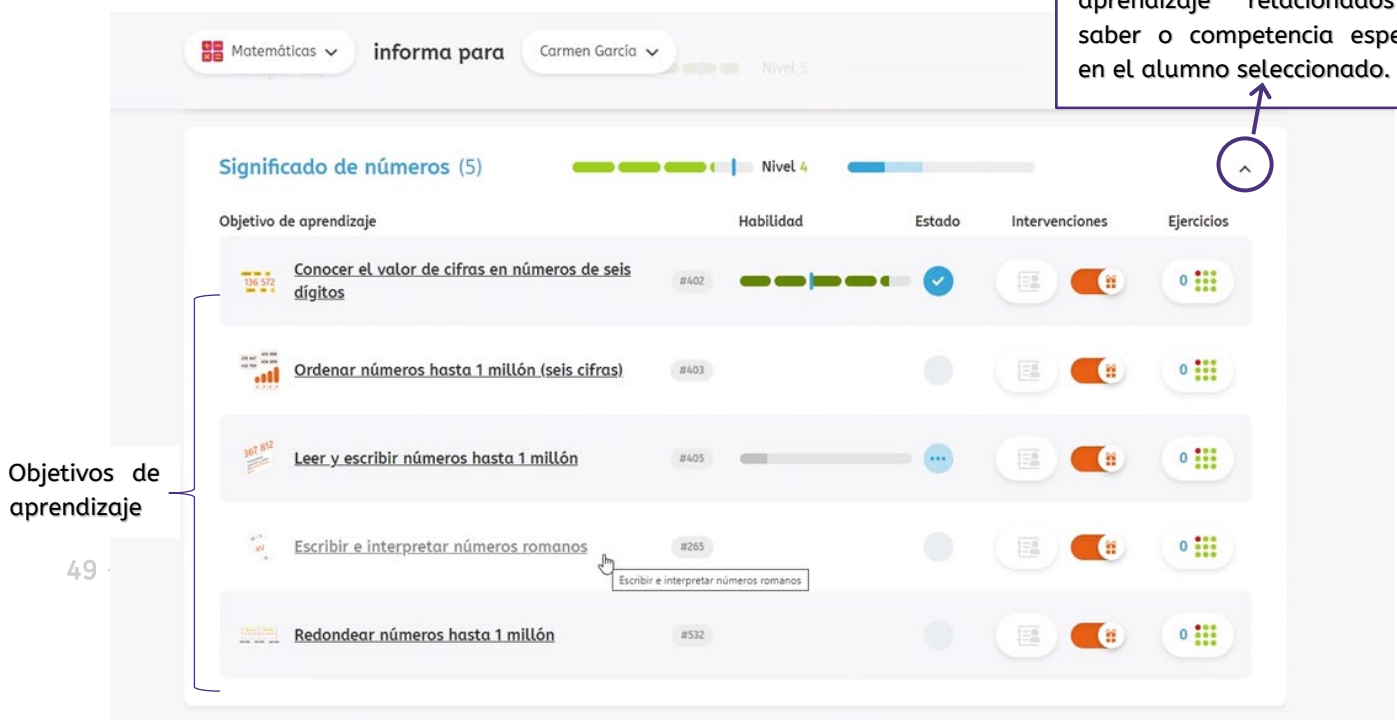 aprendizaje relacionados
saber o competencia espe
en el alumno seleccionado.
Matemáticas informa para Carmen García
Nivel 5
Significado de números (5) Nivel 4
Objetivo de aprendizaje Habilidad Estado Intervenciones Ejercicios
136 572
Conocer el valor de cifras en números de seis
dígitos
#402 0
Ordenar números hasta 1 millón (seis cifras) #403 0
367 812
Leer y escribir números hasta 1 millón #405 0
Objetivos de
aprendizaje
XV
Escribir e interpretar números romanos #265 0
Escribir e interpretar números romanos
49
Redondear números hasta 1 millón #532 0